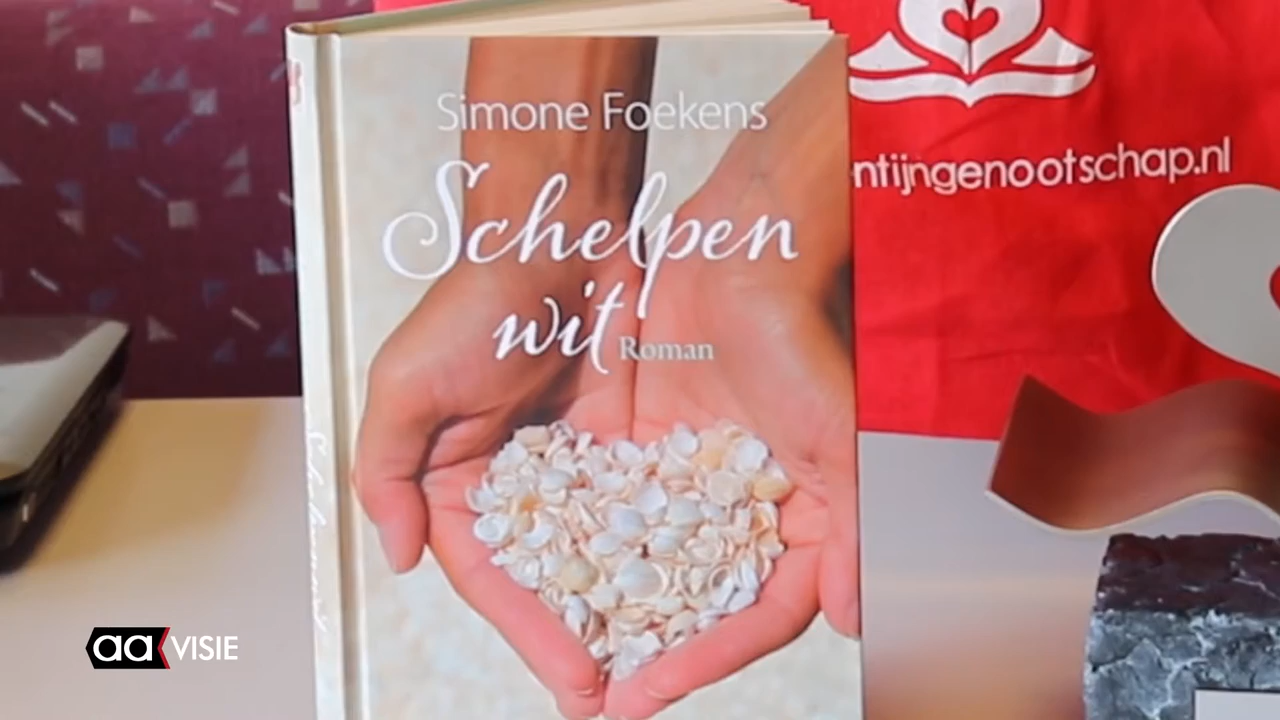 Simone Foekens
Schelpen
wit
Roman
ntijngenootschap.nl
aa VISIE